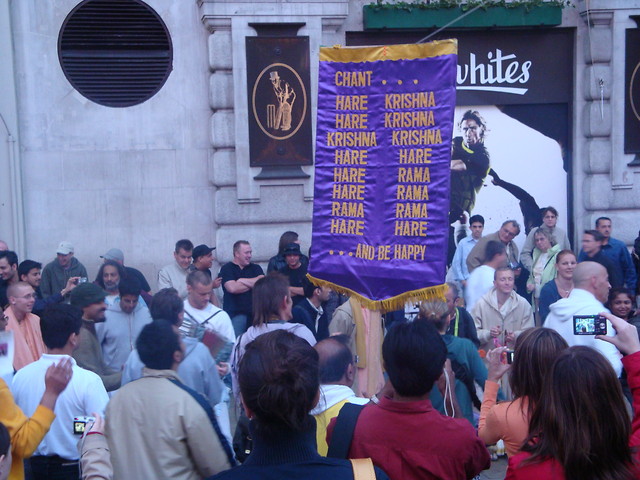 whites
CHANT . . .
HARE KRISHNA
HARE KRISHNA
KRISHNA KRISHNA
HARE HARE
HARE RAMA
HARE RAMA
RAMA RAMA
HARE HARE
...AND BE HAPPY